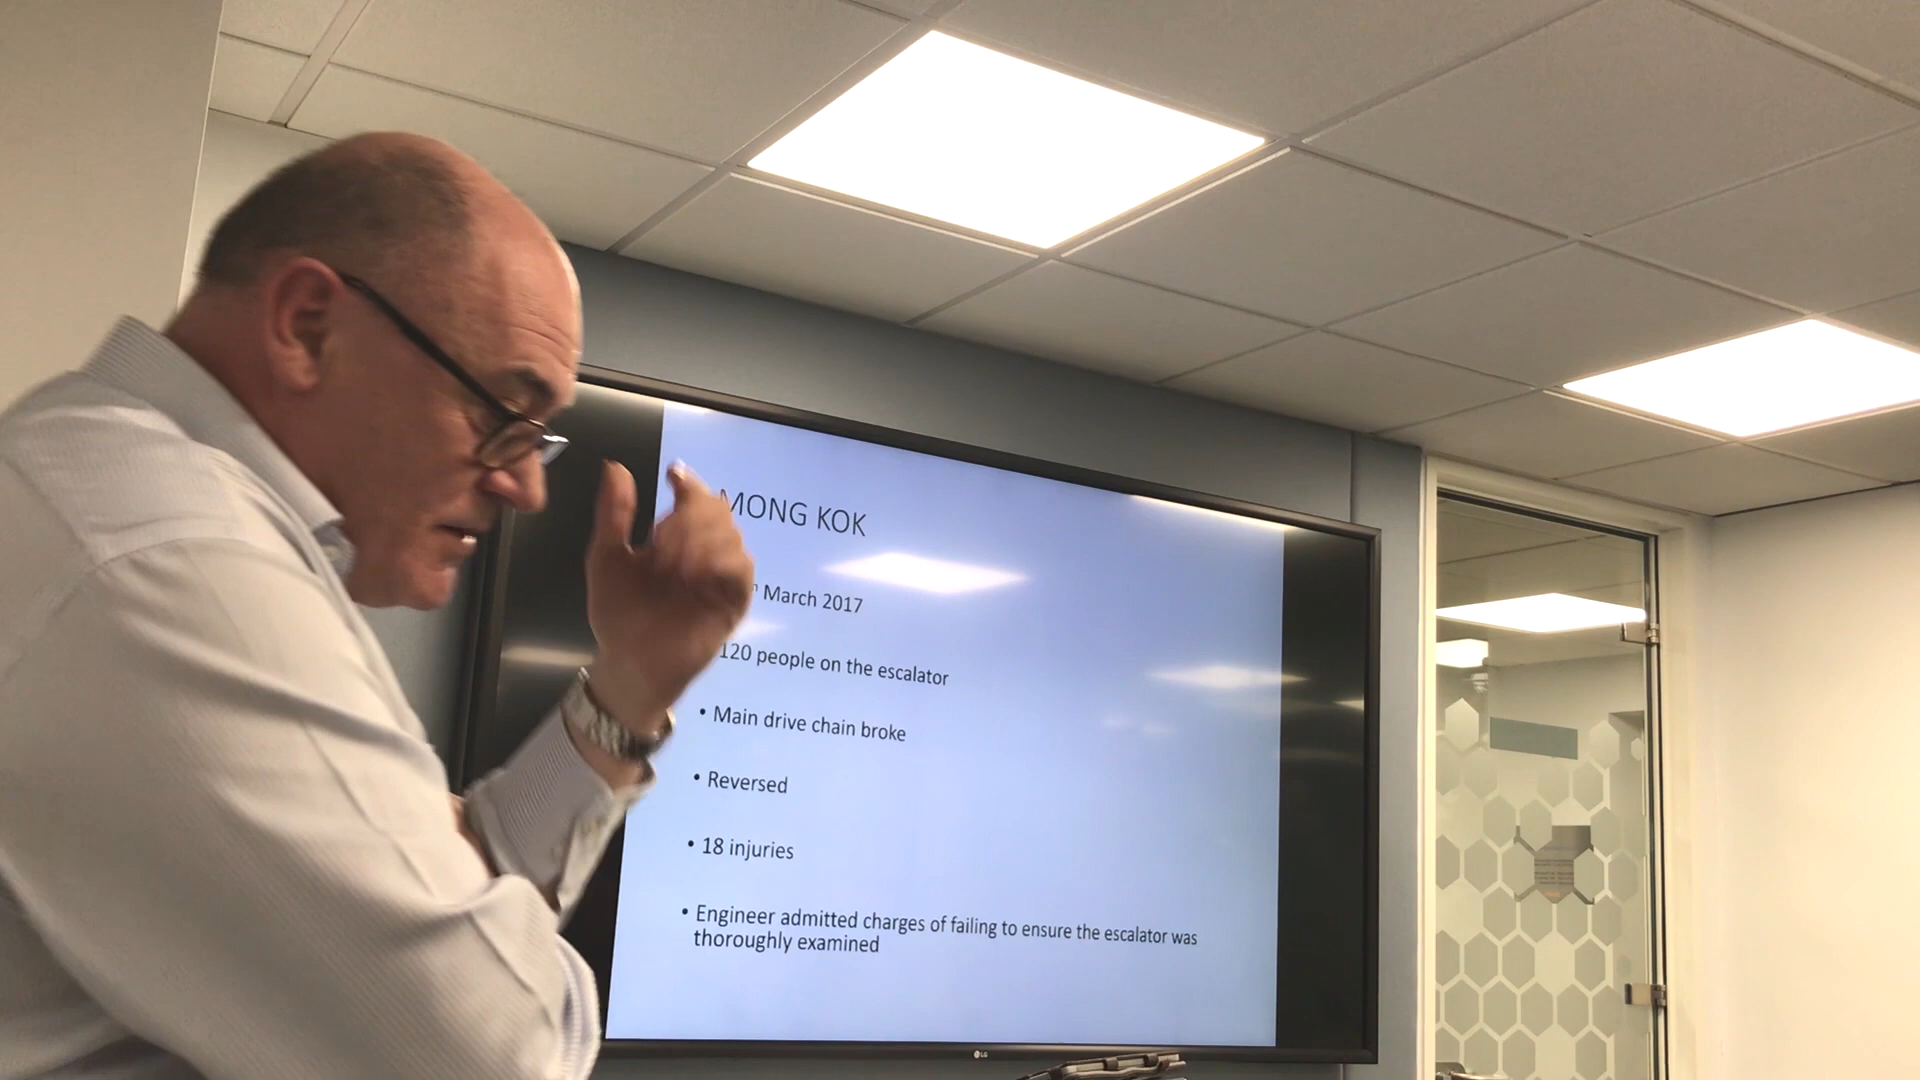 MONG KOK
March 2017
120 people on the escalator
• Main drive chain broke
• Reversed
• 18 injuries
• Engineer admitted charges of failing to ensure the escalator was
thoroughly examined
LG